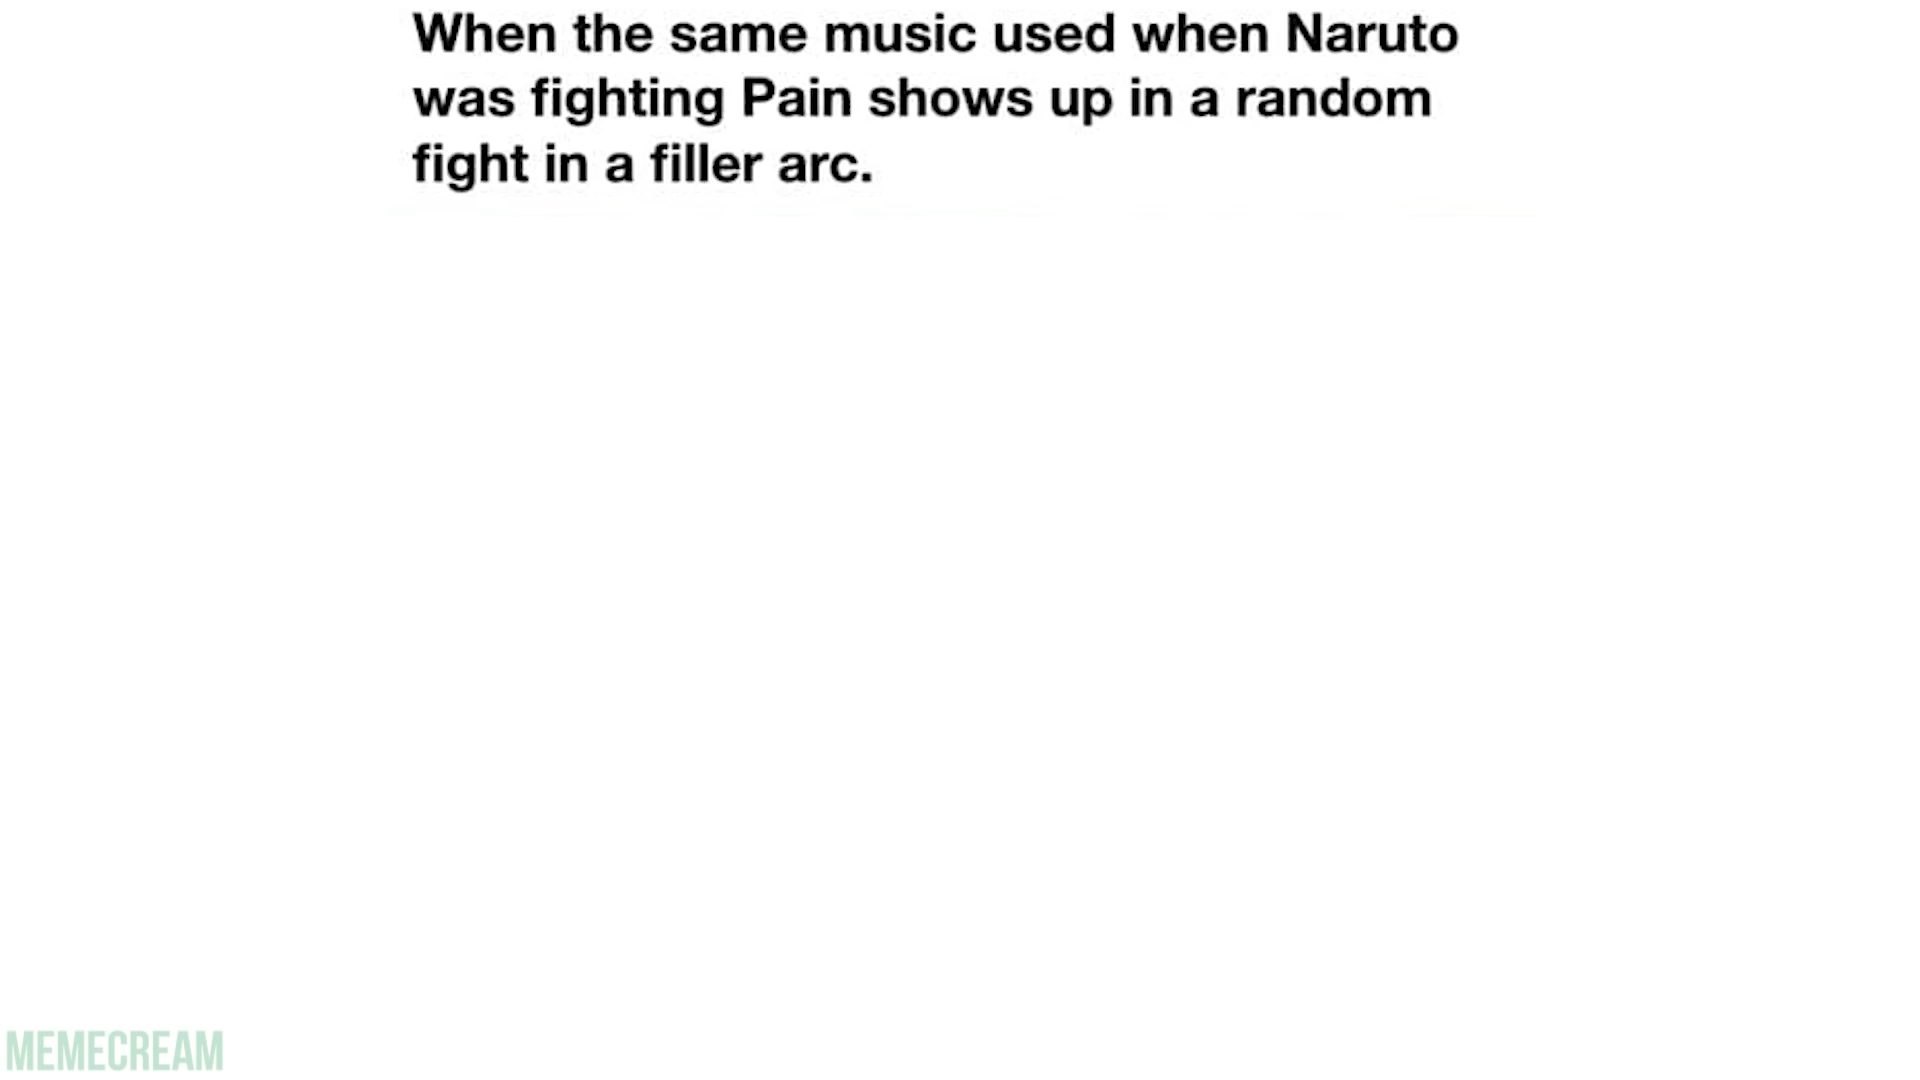 When the same music used when Naruto
was fighting Pain shows up in a random
fight in a filler arc.
MEMECREAM